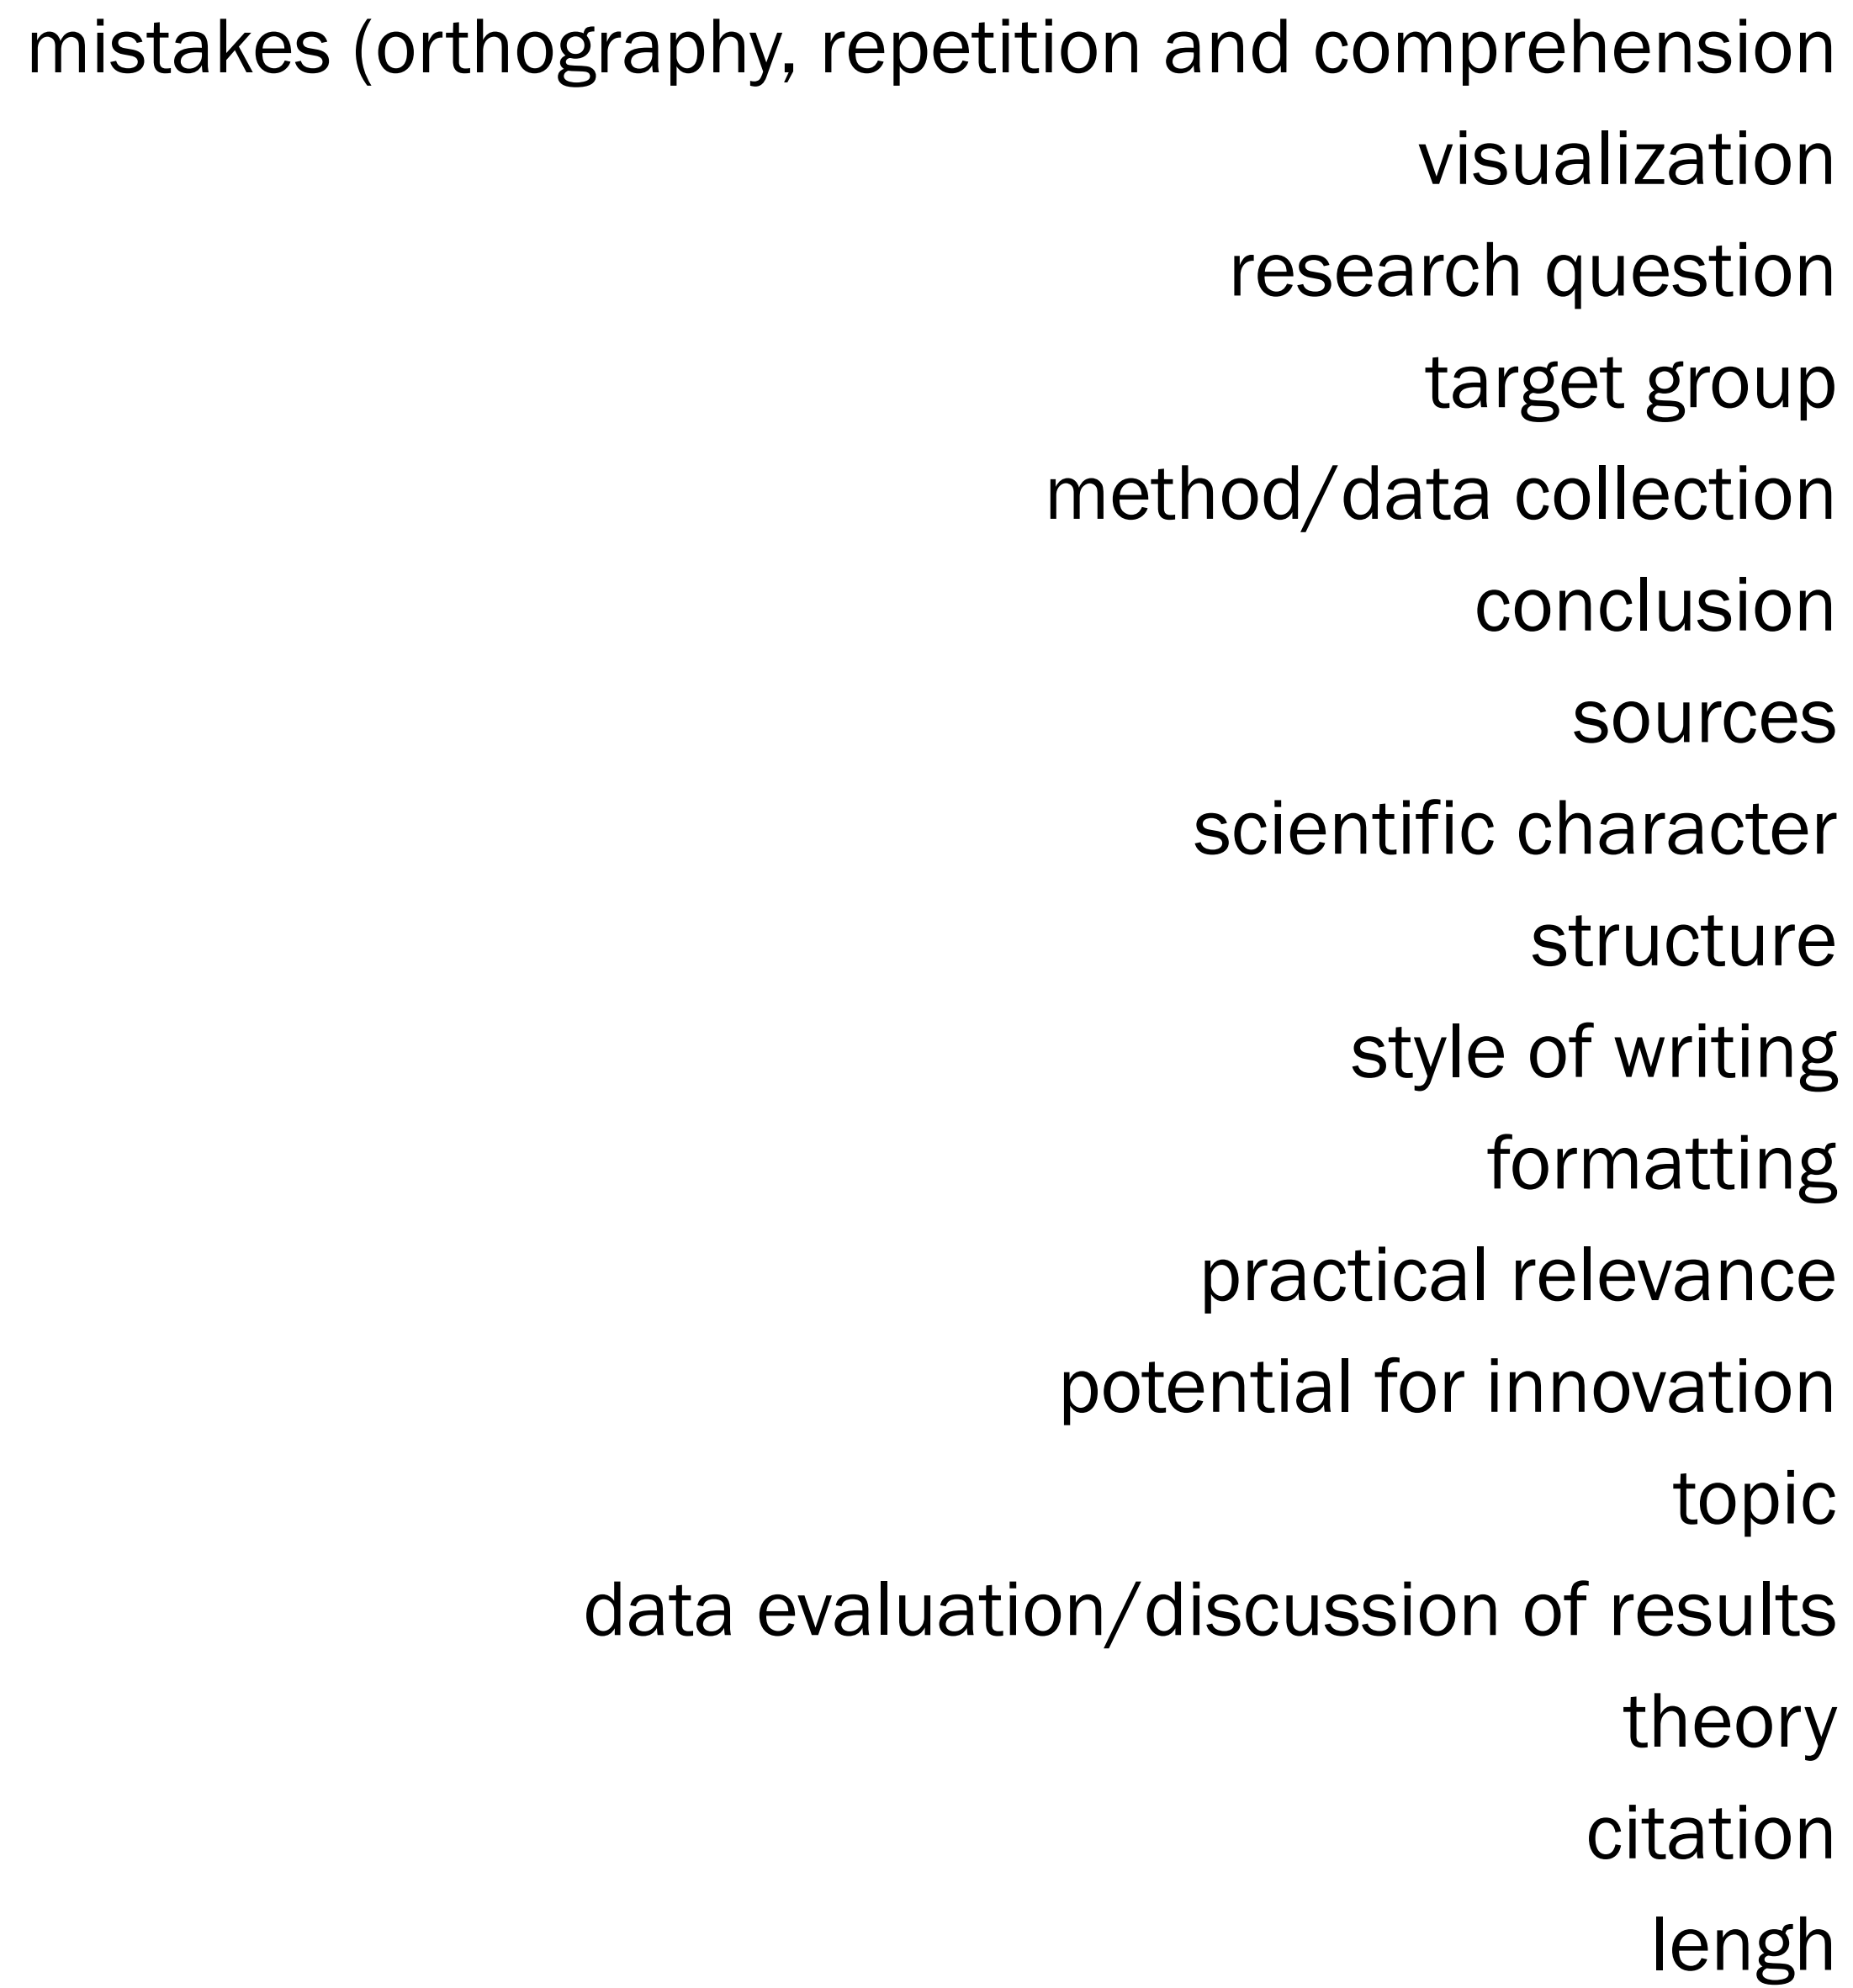 mistakes (orthography, repetition and comprehension
visualization
research question
target group
method/data collection
conclusion
sources
scientific character
structure
style of writing
formatting
practical relevance
potential for innovation
topic
data evaluation/discussion of results
theory
citation
lengh